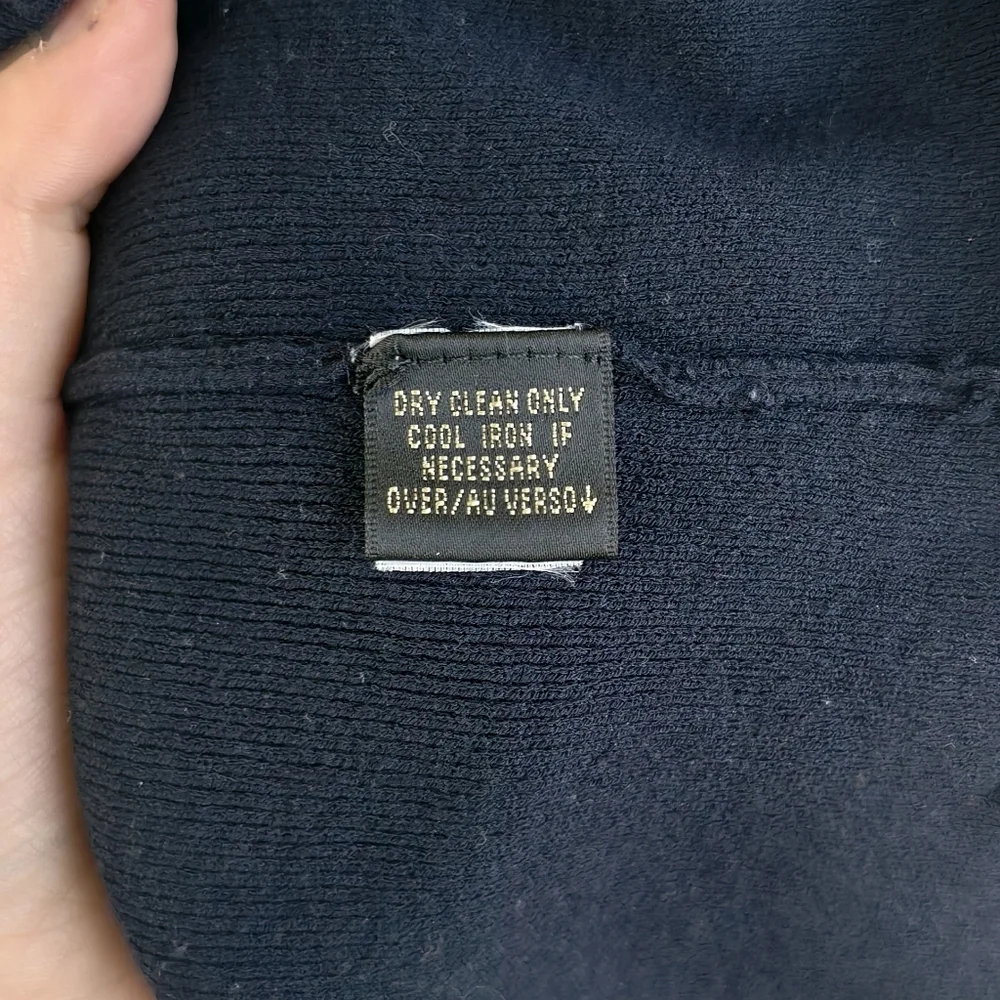 DRY CLEAN ONLY
COOL IRON IF
NECESSARY
OVER/AU VERSO↓